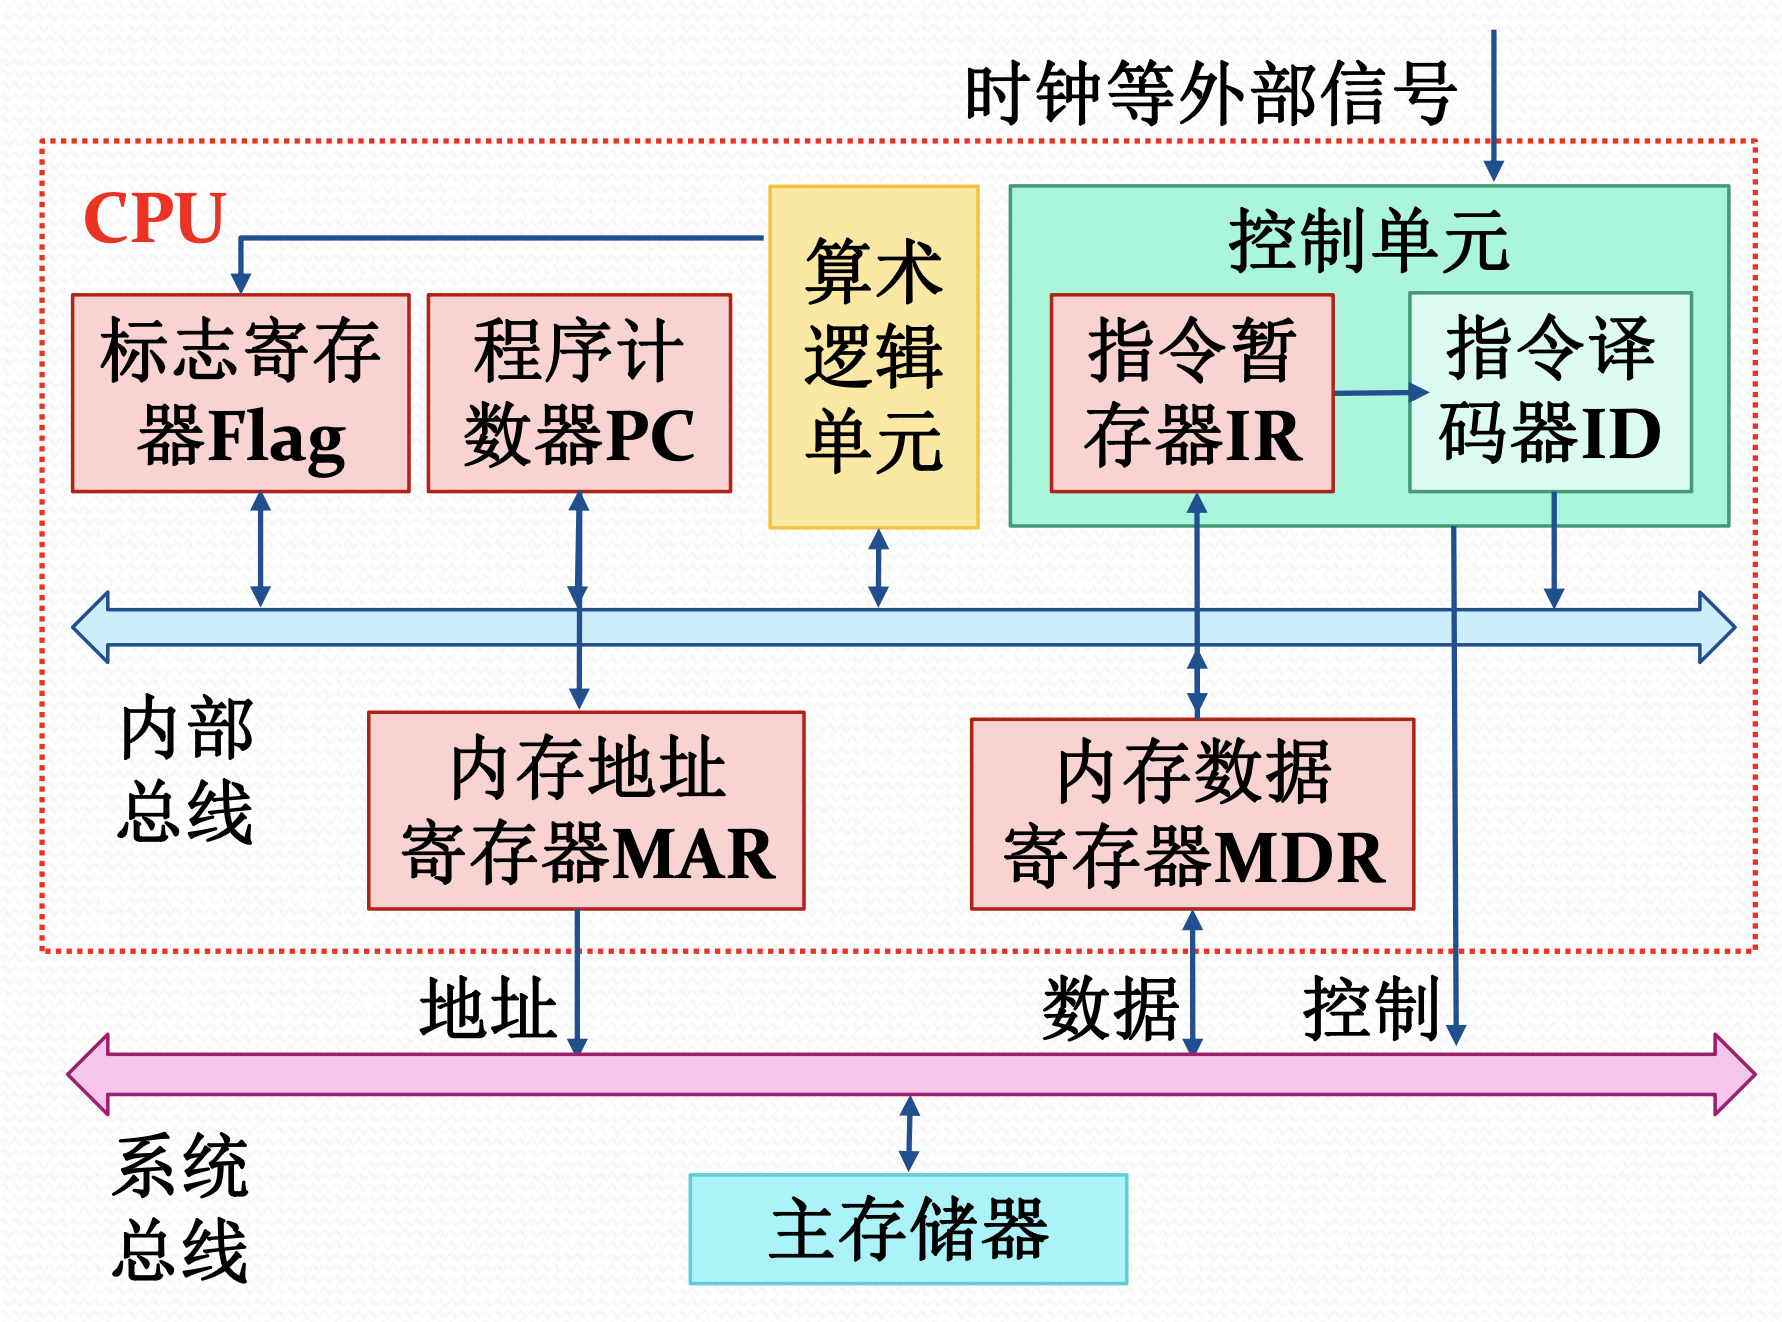 时钟等外部信号
CPU
标志寄存
器Flag
程序计
数器PC
算术
逻辑
单元
控制单元
指令暂
存器IR
指令译
码器ID
内部
总线
内存地址
寄存器MAR
内存数据
寄存器MDR
地址
数据
控制
系统
总线
主存储器